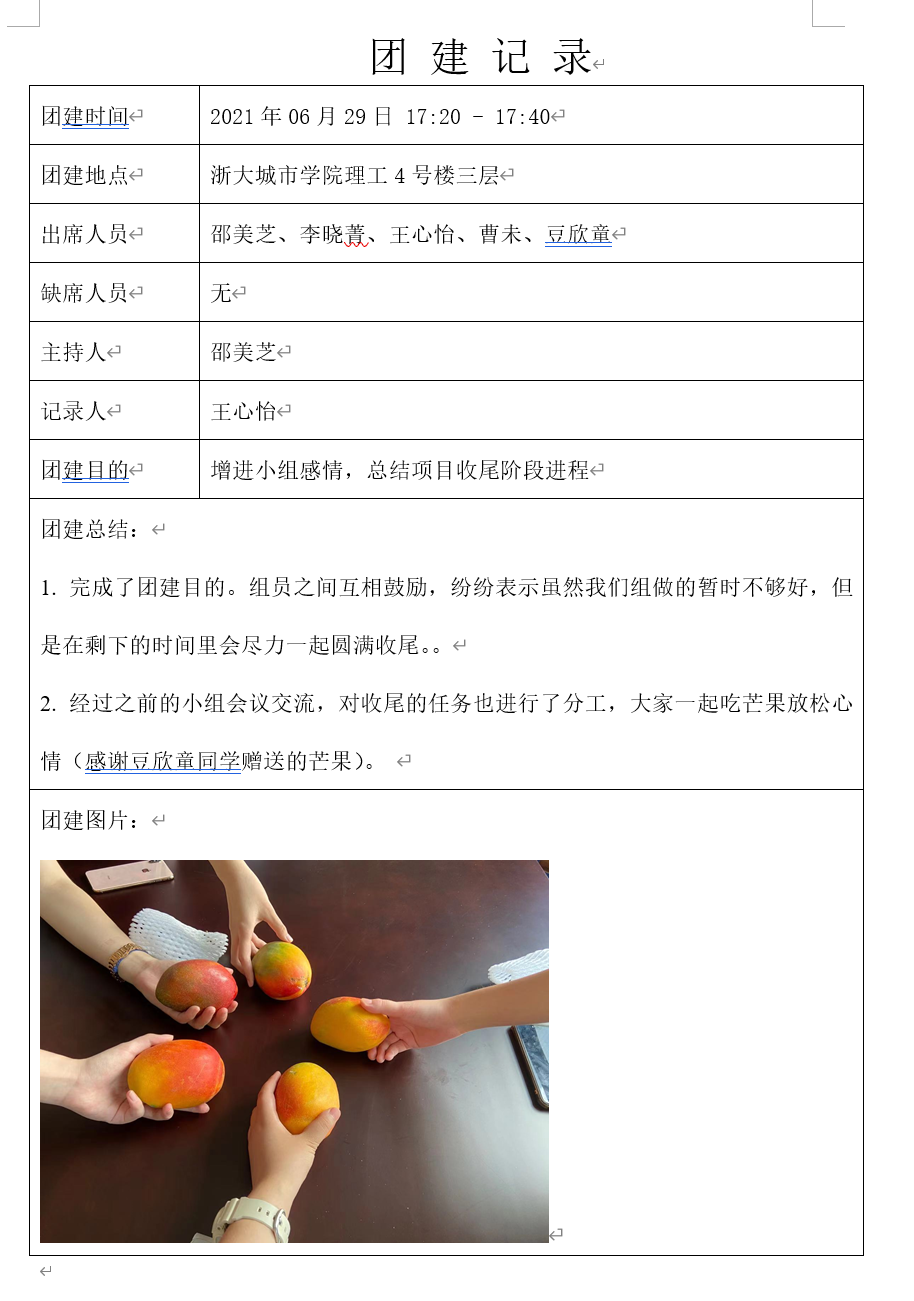 团 建 记 录
团建时间 2021 年 06 月 29 日 17:20 - 17:40
团建地点 浙大城市学院理工 4 号楼三层
出席人员 邵美芝、李晓菁、王心怡、曹未、豆欣童
缺席人员 无
主持人 邵美芝
记录人 王心怡
团建目的 增进小组感情，总结项目收尾阶段进程
团建总结：
1. 完成了团建目的。组员之间互相鼓励，纷纷表示虽然我们组做的暂时不够好，但
是在剩下的时间里会尽力一起圆满收尾。。
2. 经过之前的小组会议交流，对收尾的任务也进行了分工，大家一起吃芒果放松心
情（感谢豆欣童同学赠送的芒果）。
团建图片：